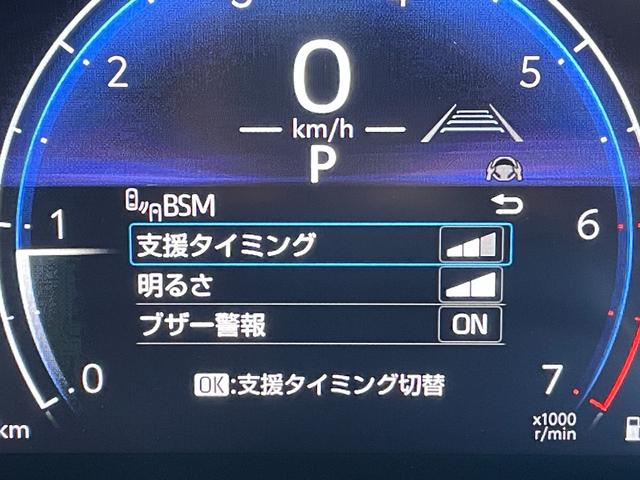 3
4
2
0
5
km/h
P
BSM
1
6
支援タイミング
明るさ
ブザー警報
ON
0
OK:支援タイミング切替
7
km
x1000
r/min